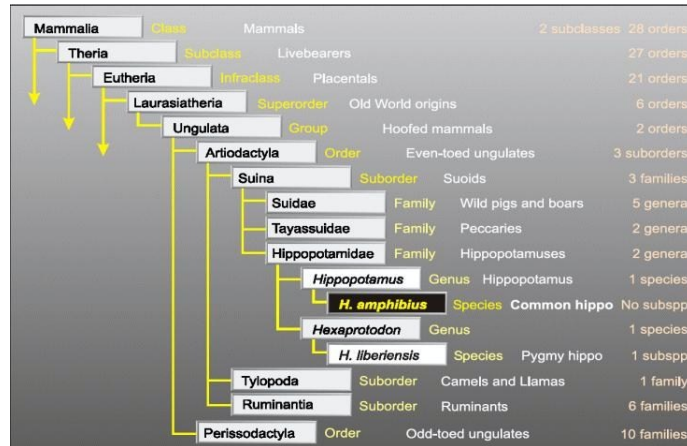 Mammalia Class Mammals 2 subclasses 28 orders
Theria Subclass Livebearers 27 orders
Eutheria Infraclass Placentals 21 orders
Laurasiatheria Superorder Old World origins 6 orders
Ungulata Group Hoofed mammals 2 orders
Artiodactyla Order Even-toed ungulates 3 suborders
Suina Suborder Suoids 3 families
Suidae Family Wild pigs and boars 5 genera
Tayassuidae Family Peccaries 2 genera
Hippopotamidae Family Hippopotamuses 2 genera
Hippopotamus Genus Hippopotamus 1 species
H. amphibius Species Common hippo No subspp
Hexaprotodon Genus 1 species
H. liberiensis Species Pygmy hippo 1 subspp
Tylopoda Suborder Camels and Llamas 1 family
Ruminantia Suborder Ruminants 6 families
Perissodactyla Order Odd-toed ungulates 10 families